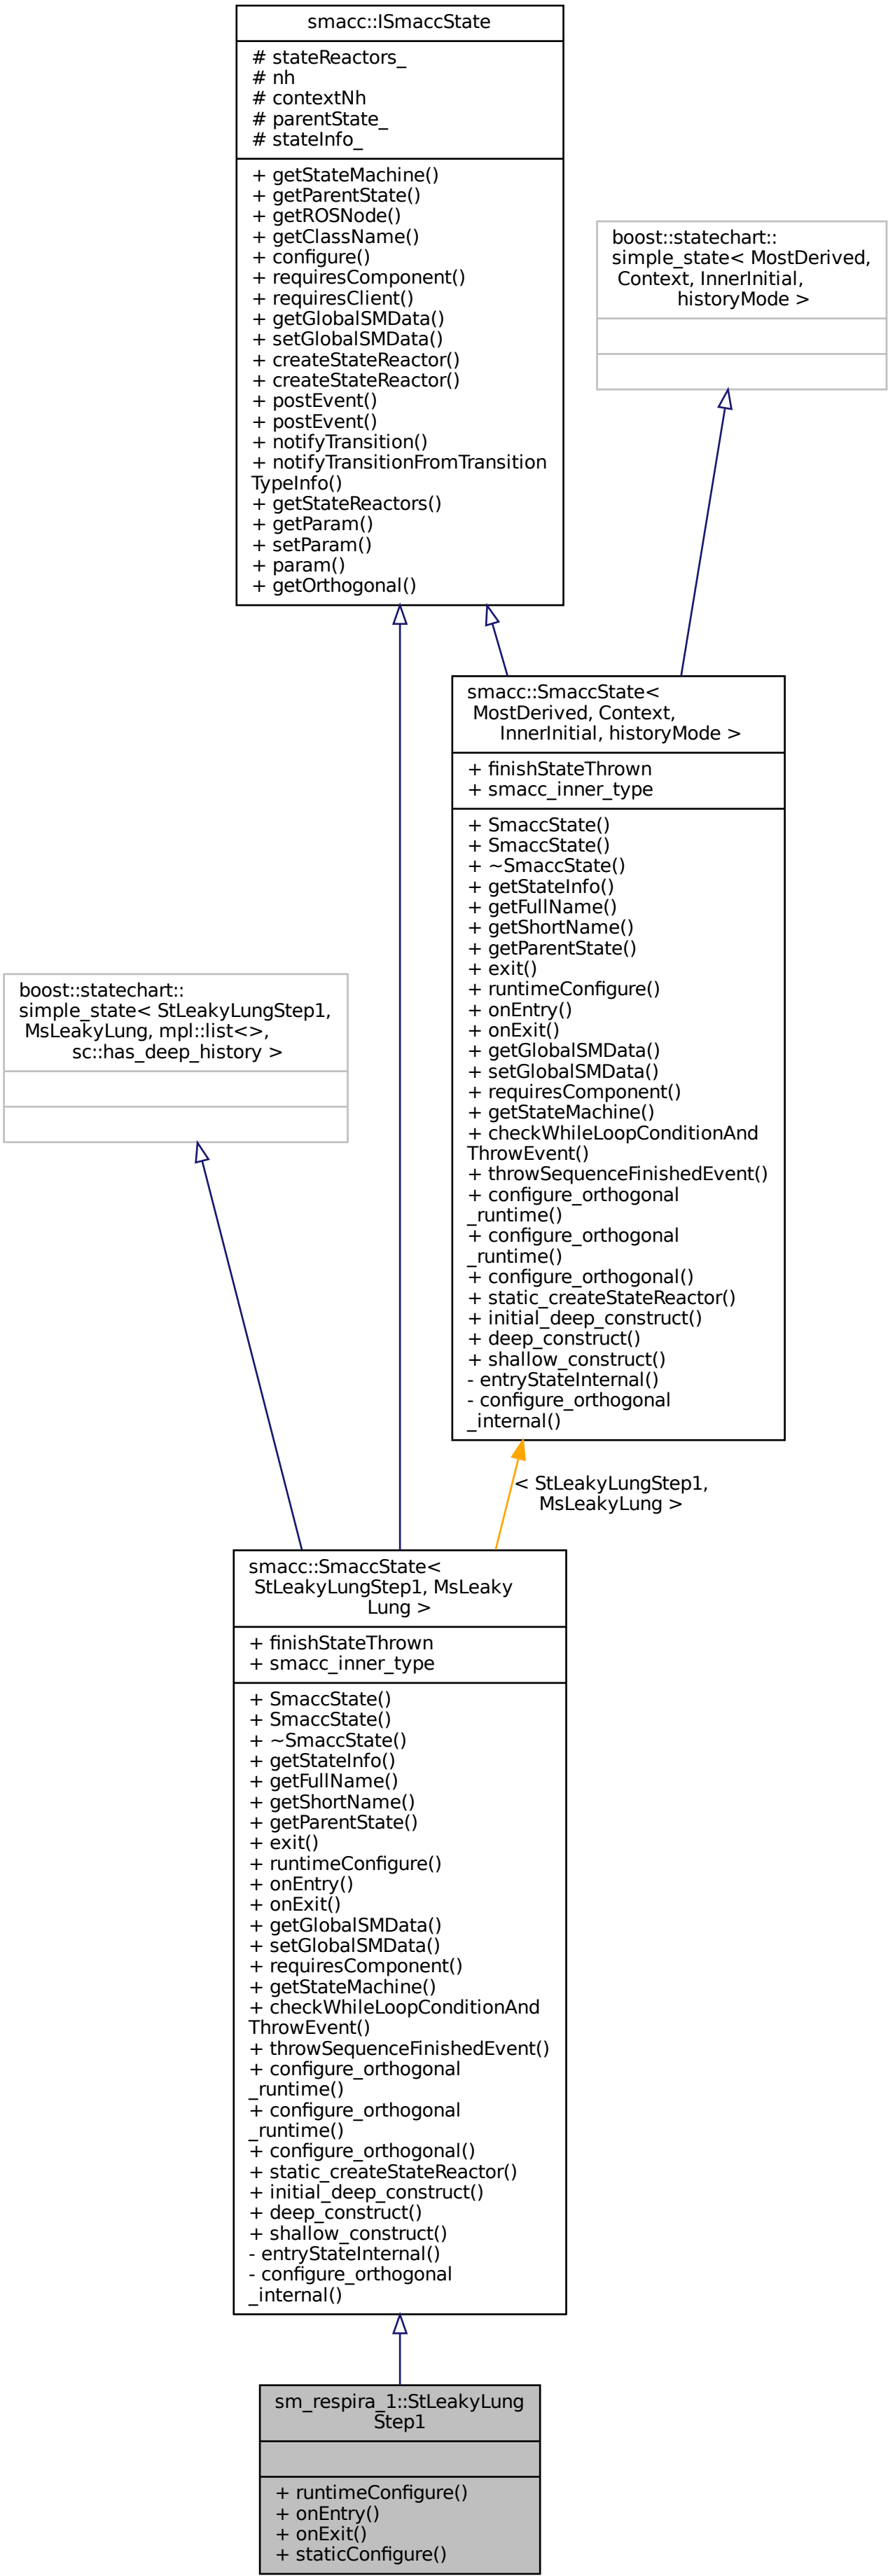 smacc::ISmaccState
# stateReactors_
# nh
# contextNh
# parentState_
# stateInfo_
+ getStateMachine()
+ getParentState()
+ getROSNode()
+ getClassName()
+ configure()
+ requiresComponent()
+ requiresClient()
+ getGlobalSMData()
+ setGlobalSMData()
+ createStateReactor()
+ createStateReactor()
+ postEvent()
+ postEvent()
+ notifyTransition()
+ notifyTransitionFromTransition
TypeInfo()
+ getStateReactors()
+ getParam()
+ setParam()
+ param()
+ getOrthogonal()
boost::statechart::
simple_state< MostDerived,
Context, InnerInitial,
historyMode >
smacc::SmaccState<
MostDerived, Context,
InnerInitial, historyMode >
+ finishStateThrown
+ smacc_inner_type
+ SmaccState()
+ SmaccState()
+ ~SmaccState()
+ getStateInfo()
+ getFullName()
+ getShortName()
+ getParentState()
+ exit()
+ runtimeConfigure()
+ onEntry()
+ onExit()
+ getGlobalSMData()
+ setGlobalSMData()
+ requiresComponent()
+ getStateMachine()
+ checkWhileLoopConditionAnd
ThrowEvent()
+ throwSequenceFinishedEvent()
+ configure_orthogonal
_runtime()
+ configure_orthogonal
_runtime()
+ configure_orthogonal()
+ static_createStateReactor()
+ initial_deep_construct()
+ deep_construct()
+ shallow_construct()
- entryStateInternal()
- configure_orthogonal
_internal()
boost::statechart::
simple_state< StLeakyLungStep1,
MsLeakyLung, mpl::list<>,
sc::has_deep_history >
< StLeakyLungStep1,
MsLeakyLung >
smacc::SmaccState<
StLeakyLungStep1, MsLeaky
Lung >
+ finishStateThrown
+ smacc_inner_type
+ SmaccState()
+ SmaccState()
+ ~SmaccState()
+ getStateInfo()
+ getFullName()
+ getShortName()
+ getParentState()
+ exit()
+ runtimeConfigure()
+ onEntry()
+ onExit()
+ getGlobalSMData()
+ setGlobalSMData()
+ requiresComponent()
+ getStateMachine()
+ checkWhileLoopConditionAnd
ThrowEvent()
+ throwSequenceFinishedEvent()
+ configure_orthogonal
_runtime()
+ configure_orthogonal
_runtime()
+ configure_orthogonal()
+ static_createStateReactor()
+ initial_deep_construct()
+ deep_construct()
+ shallow_construct()
- entryStateInternal()
- configure_orthogonal
_internal()
sm_respira_1::StLeakyLung
Step1
+ runtimeConfigure()
+ onEntry()
+ onExit()
+ staticConfigure()